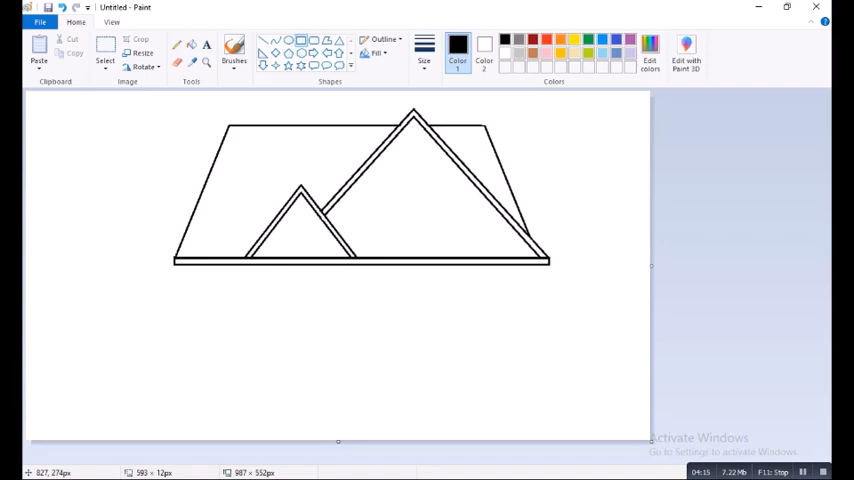 Untitled - Paint
File Home View
Paste
Cut
Copy
Clipboard
Select
Crop
Resize
Rotate
Image
A
Tools
Brushes
Shapes
Outline
Fill
Size
Color 1
Color 2
Colors
Edit colors
Edit with Paint 3D
Activate Windows
Go to Settings to activate Windows.
827, 274px 593 × 12px 987 × 552px
04:15 7.22 Mb F11: Stop